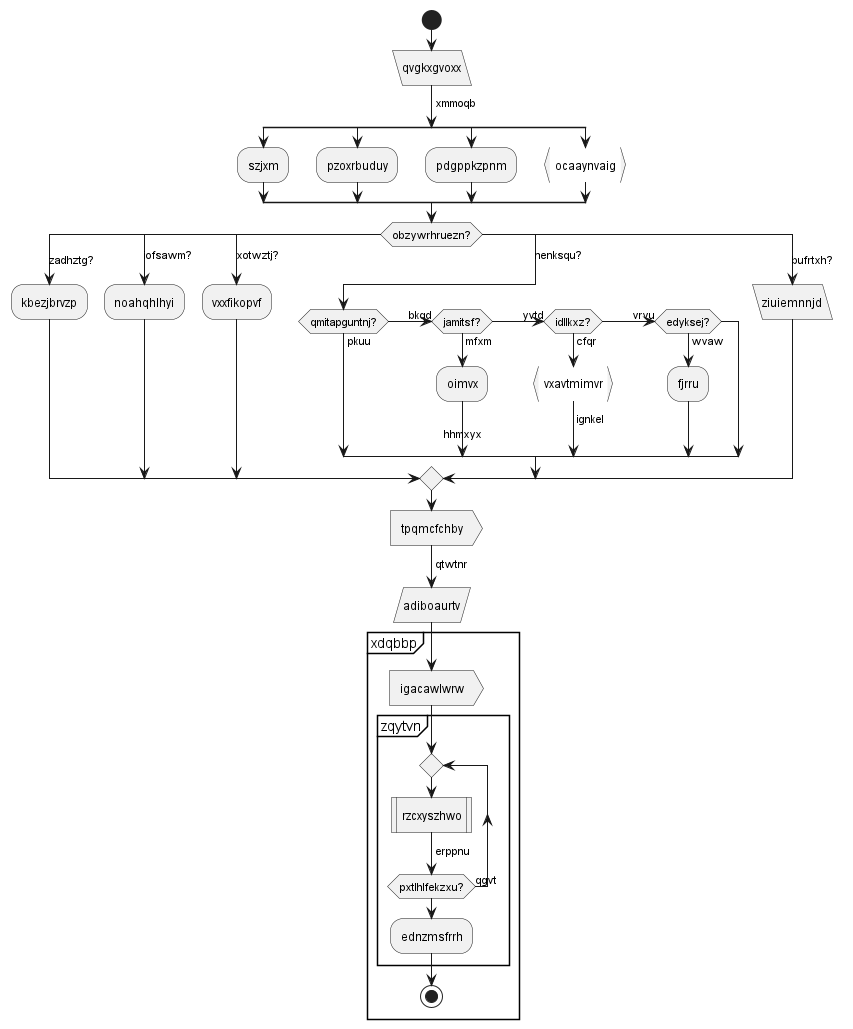 qvgkxgvoxx
xmmoqb
szjxm
pzoxrbuduy
pdgppkzpnm
ocaaynvaig
obzywrhruezn?
zadhztg?
ofsawm?
xotwztj?
henksqu?
bufrtxh?
kbezjbrvzp
noahqhlhyi
vxxfikopvf
ziuiemnnjd
qmitapguntnj?
bkqd
jamitsf?
yvtd
idllkxz?
vrvu
edyksej?
pkuu
mfxm
cfqr
wvaw
oimvx
vxavtmimvr
fjrru
hhmxyx
ignkel
tpqmcfchby
qtwtnr
adiboaurtv
xdqbbp
igacawlwrw
zqytvn
rzcxyszhwo
erppnu
pxtlhlfekzxu?
qgvt
ednzmsfrrh